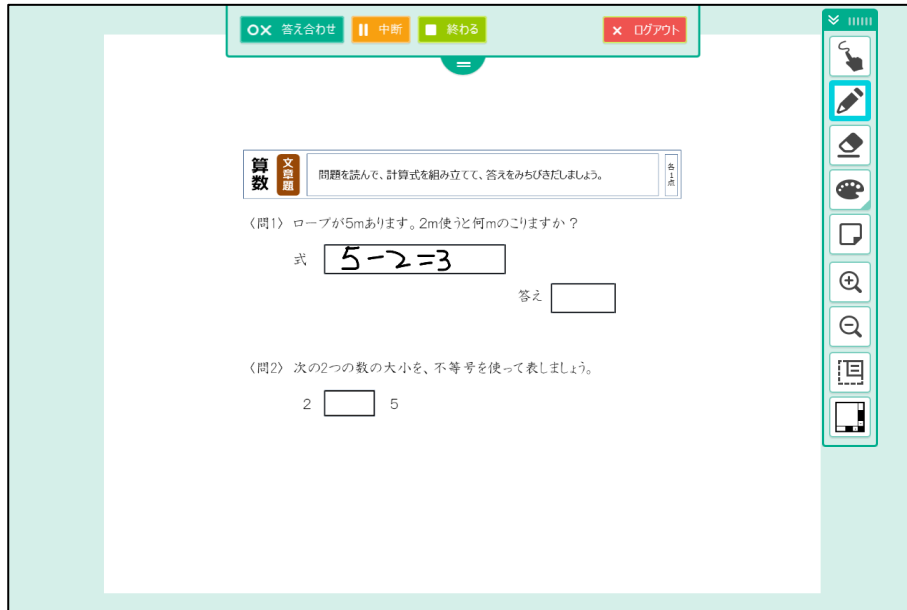 ○× 答え合わせ 中断 終わる × ログアウト
算数 文章題 問題を読んで、計算式を組み立てて、答えをみちびきだしましょう。 各1点
〈問1〉 ロープが5mあります。2m使うと何mのこりますか？
式 5-2=3
答え
〈問2〉 次の2つの数の大小を、不等号を使って表しましょう。
2 5